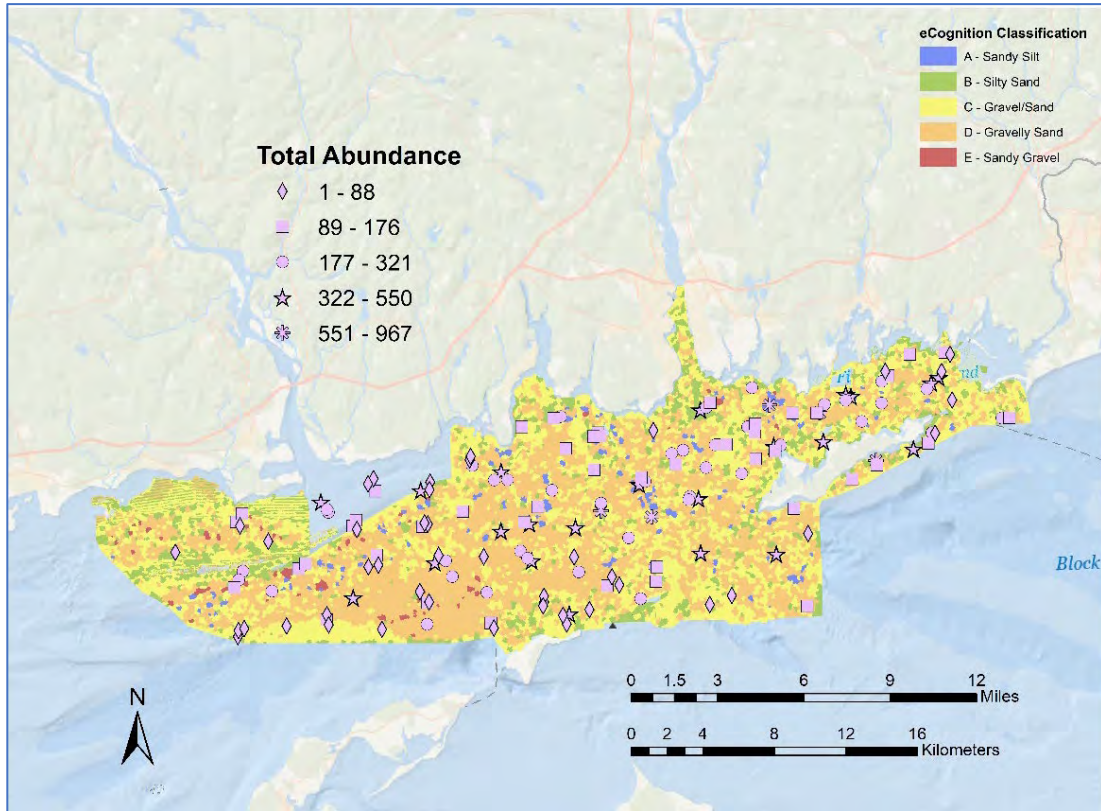 eCognition Classification
A - Sandy Silt
B - Silty Sand
C - Gravel/Sand
D - Gravelly Sand
E - Sandy Gravel
Total Abundance
1 - 88
89 - 176
177 - 321
322 - 550
551 - 967
ri
nd
Block
N
0 1.5 3 6 9 12
Miles
0 2 4 8 12 16
Kilometers